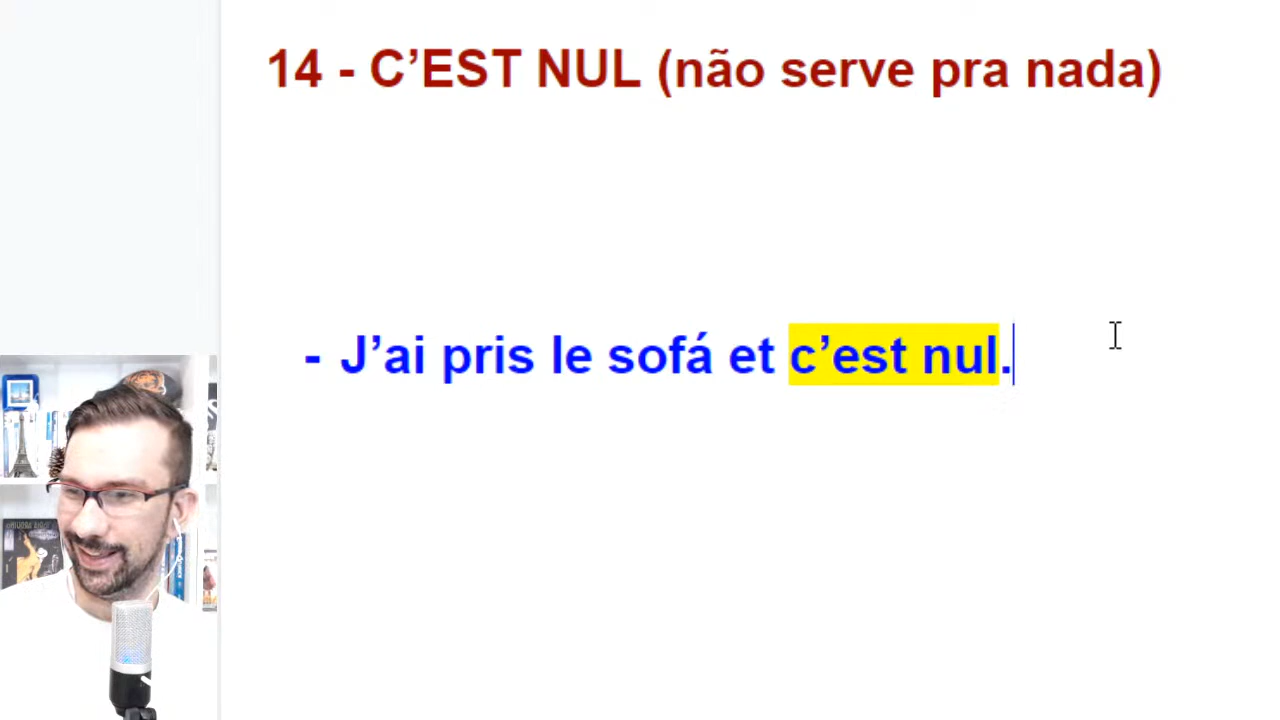 14 - C’EST NUL (não serve pra nada)
- J’ai pris le sofá et c’est nul.